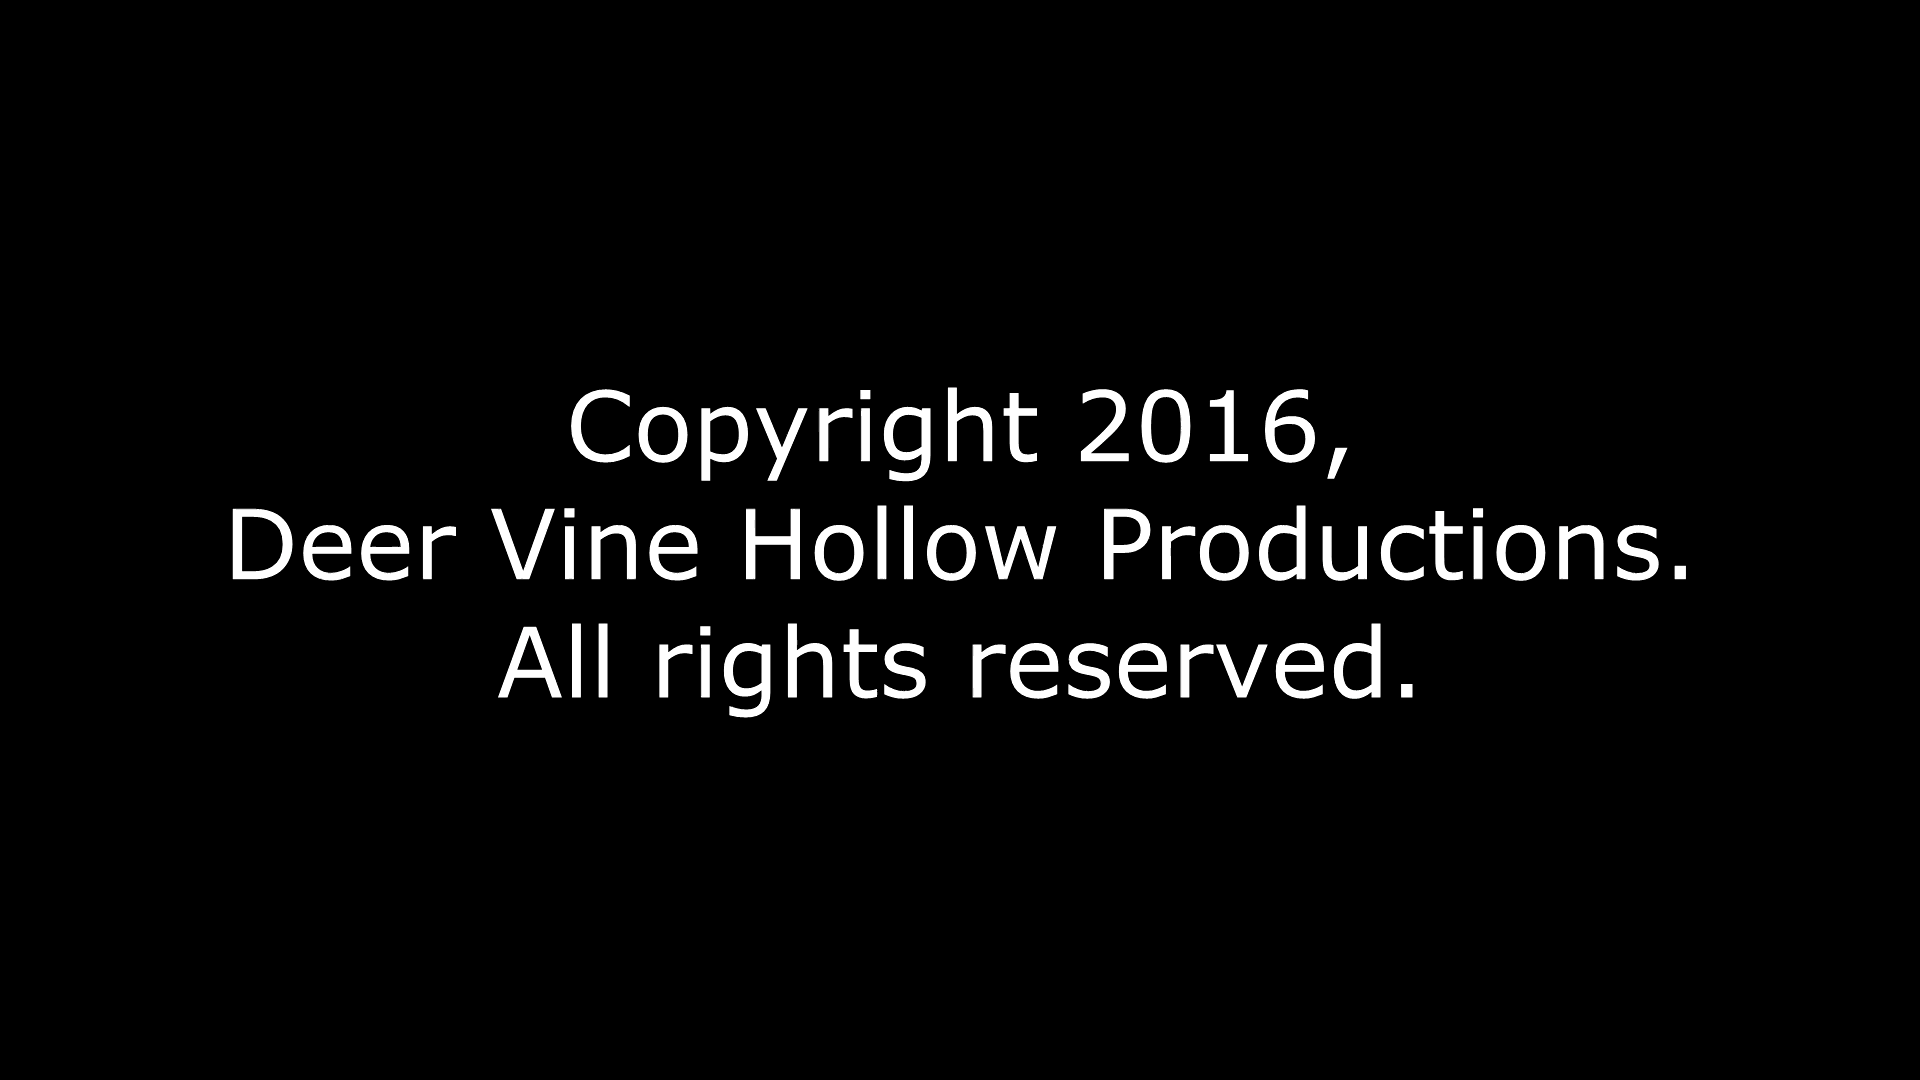 Copyright 2016,
Deer Vine Hollow Productions.
All rights reserved.